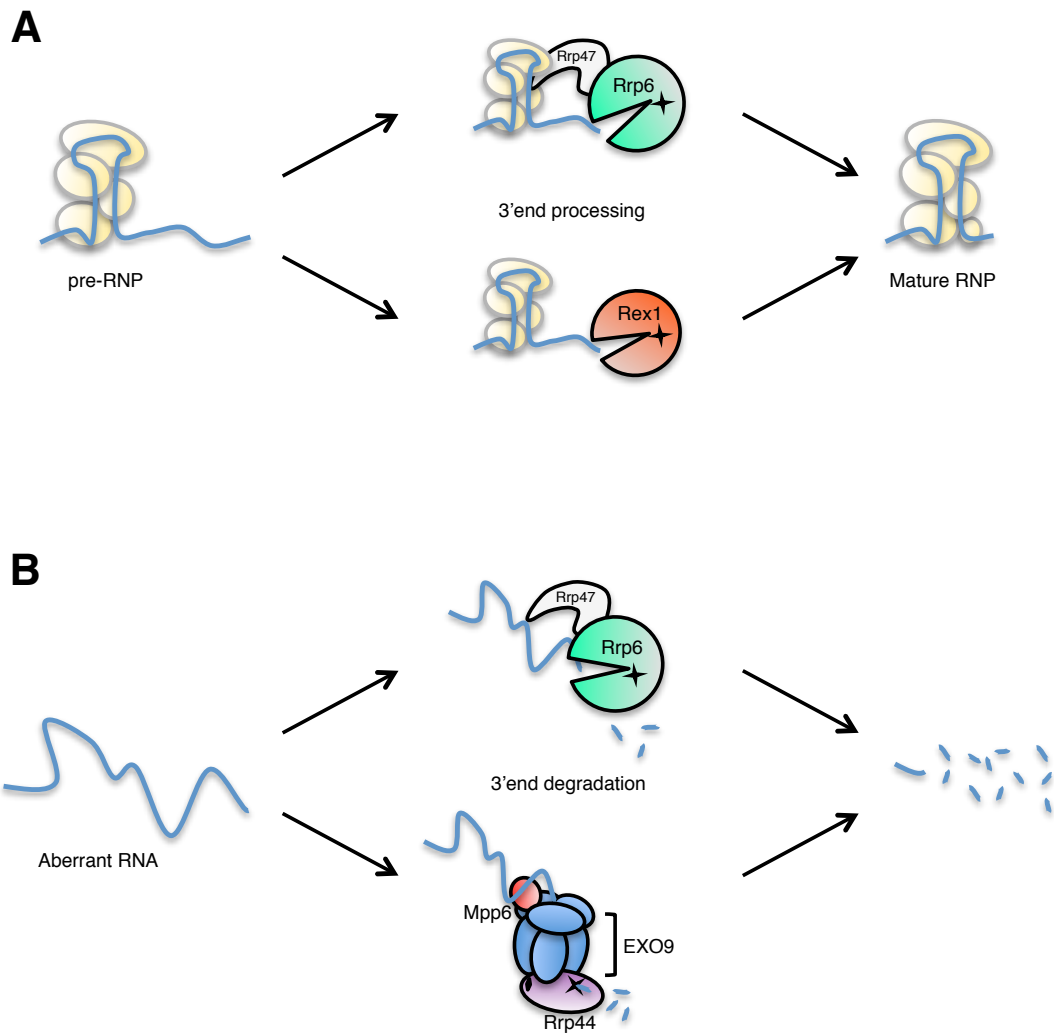 A
Rrp47
Rrp6
3'end processing
pre-RNP
Mature RNP
Rex1
B
Rrp47
Rrp6
3'end degradation
Aberrant RNA
Mpp6
EXO9
Rrp44